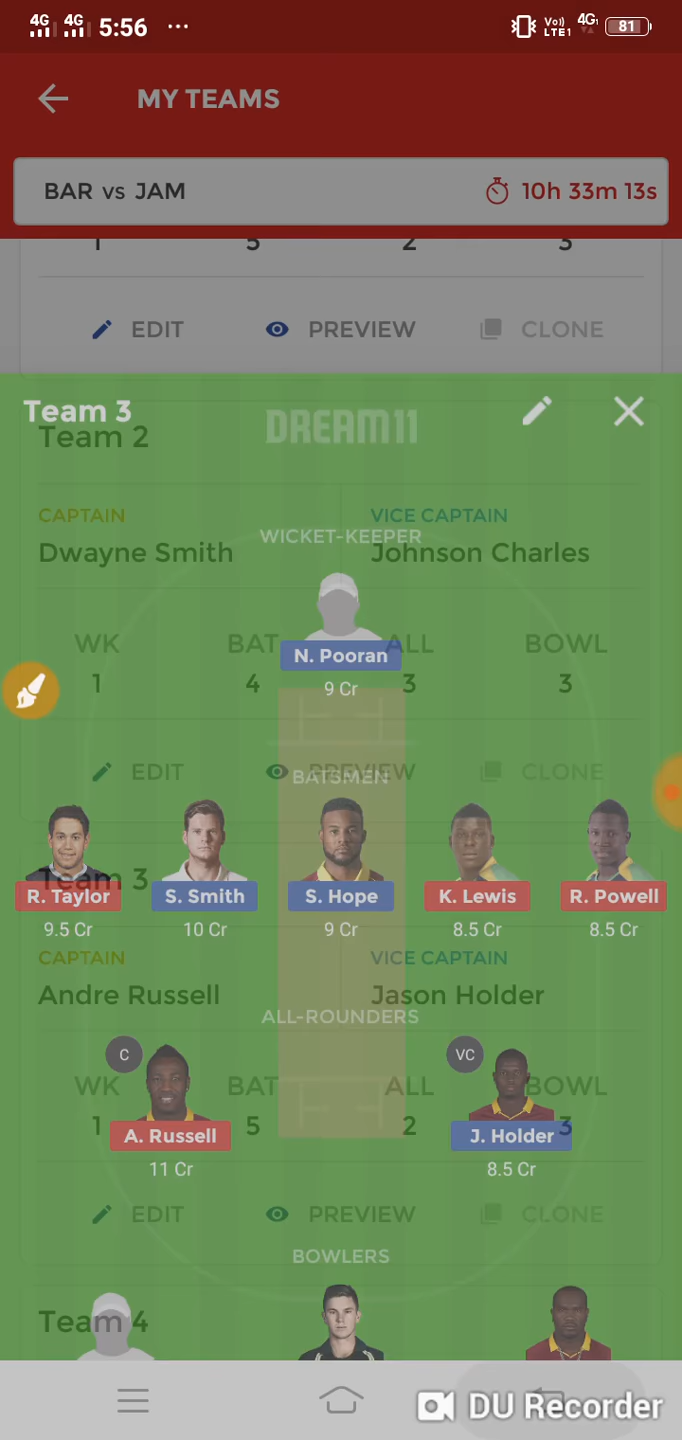 4G 4G 5:56 ... Vo) LTE1 4G 81
MY TEAMS
BAR vs JAM 10h 33m 13s
1 5 2 3
EDIT PREVIEW CLONE
Team 3 DREAM11
Team 2
CAPTAIN VICE CAPTAIN
WICKET-KEEPER
Dwayne Smith Johnson Charles
WK BAT ALL BOWL
N. Pooran
1 4 3 3
9 Cr
EDIT PREVIEW CLONE
BATSMEN
Team 3
R. Taylor S. Smith S. Hope K. Lewis R. Powell
9.5 Cr 10 Cr 9 Cr 8.5 Cr 8.5 Cr
CAPTAIN VICE CAPTAIN
Andre Russell Jason Holder
ALL-ROUNDERS
C VC
WK BAT ALL BOWL
1 5 2 3
A. Russell J. Holder
11 Cr 8.5 Cr
EDIT PREVIEW CLONE
BOWLERS
Team 4
DU Recorder